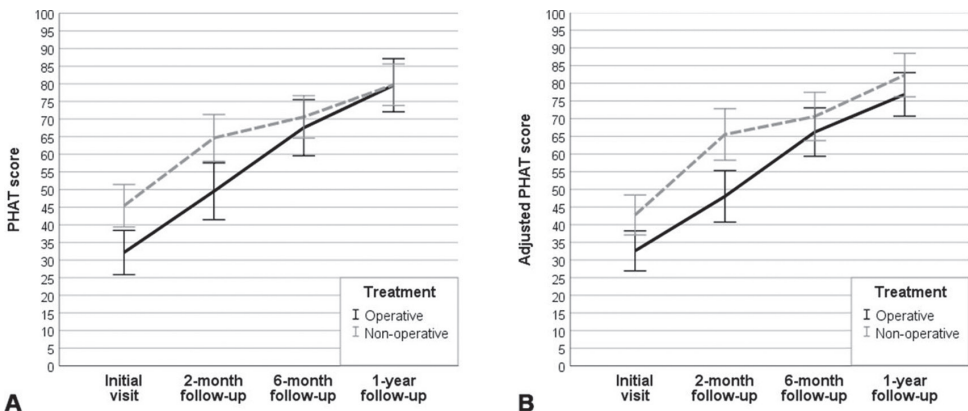 PHAT score
100
95
90
85
80
75
70
65
60
55
50
45
40
35
30
25
20
15
10
5
0
Treatment
Operative
Non-operative
Initial visit
2-month follow-up
6-month follow-up
1-year follow-up
A
Adjusted PHAT score
100
95
90
85
80
75
70
65
60
55
50
45
40
35
30
25
20
15
10
5
0
Treatment
Operative
Non-operative
Initial visit
2-month follow-up
6-month follow-up
1-year follow-up
B